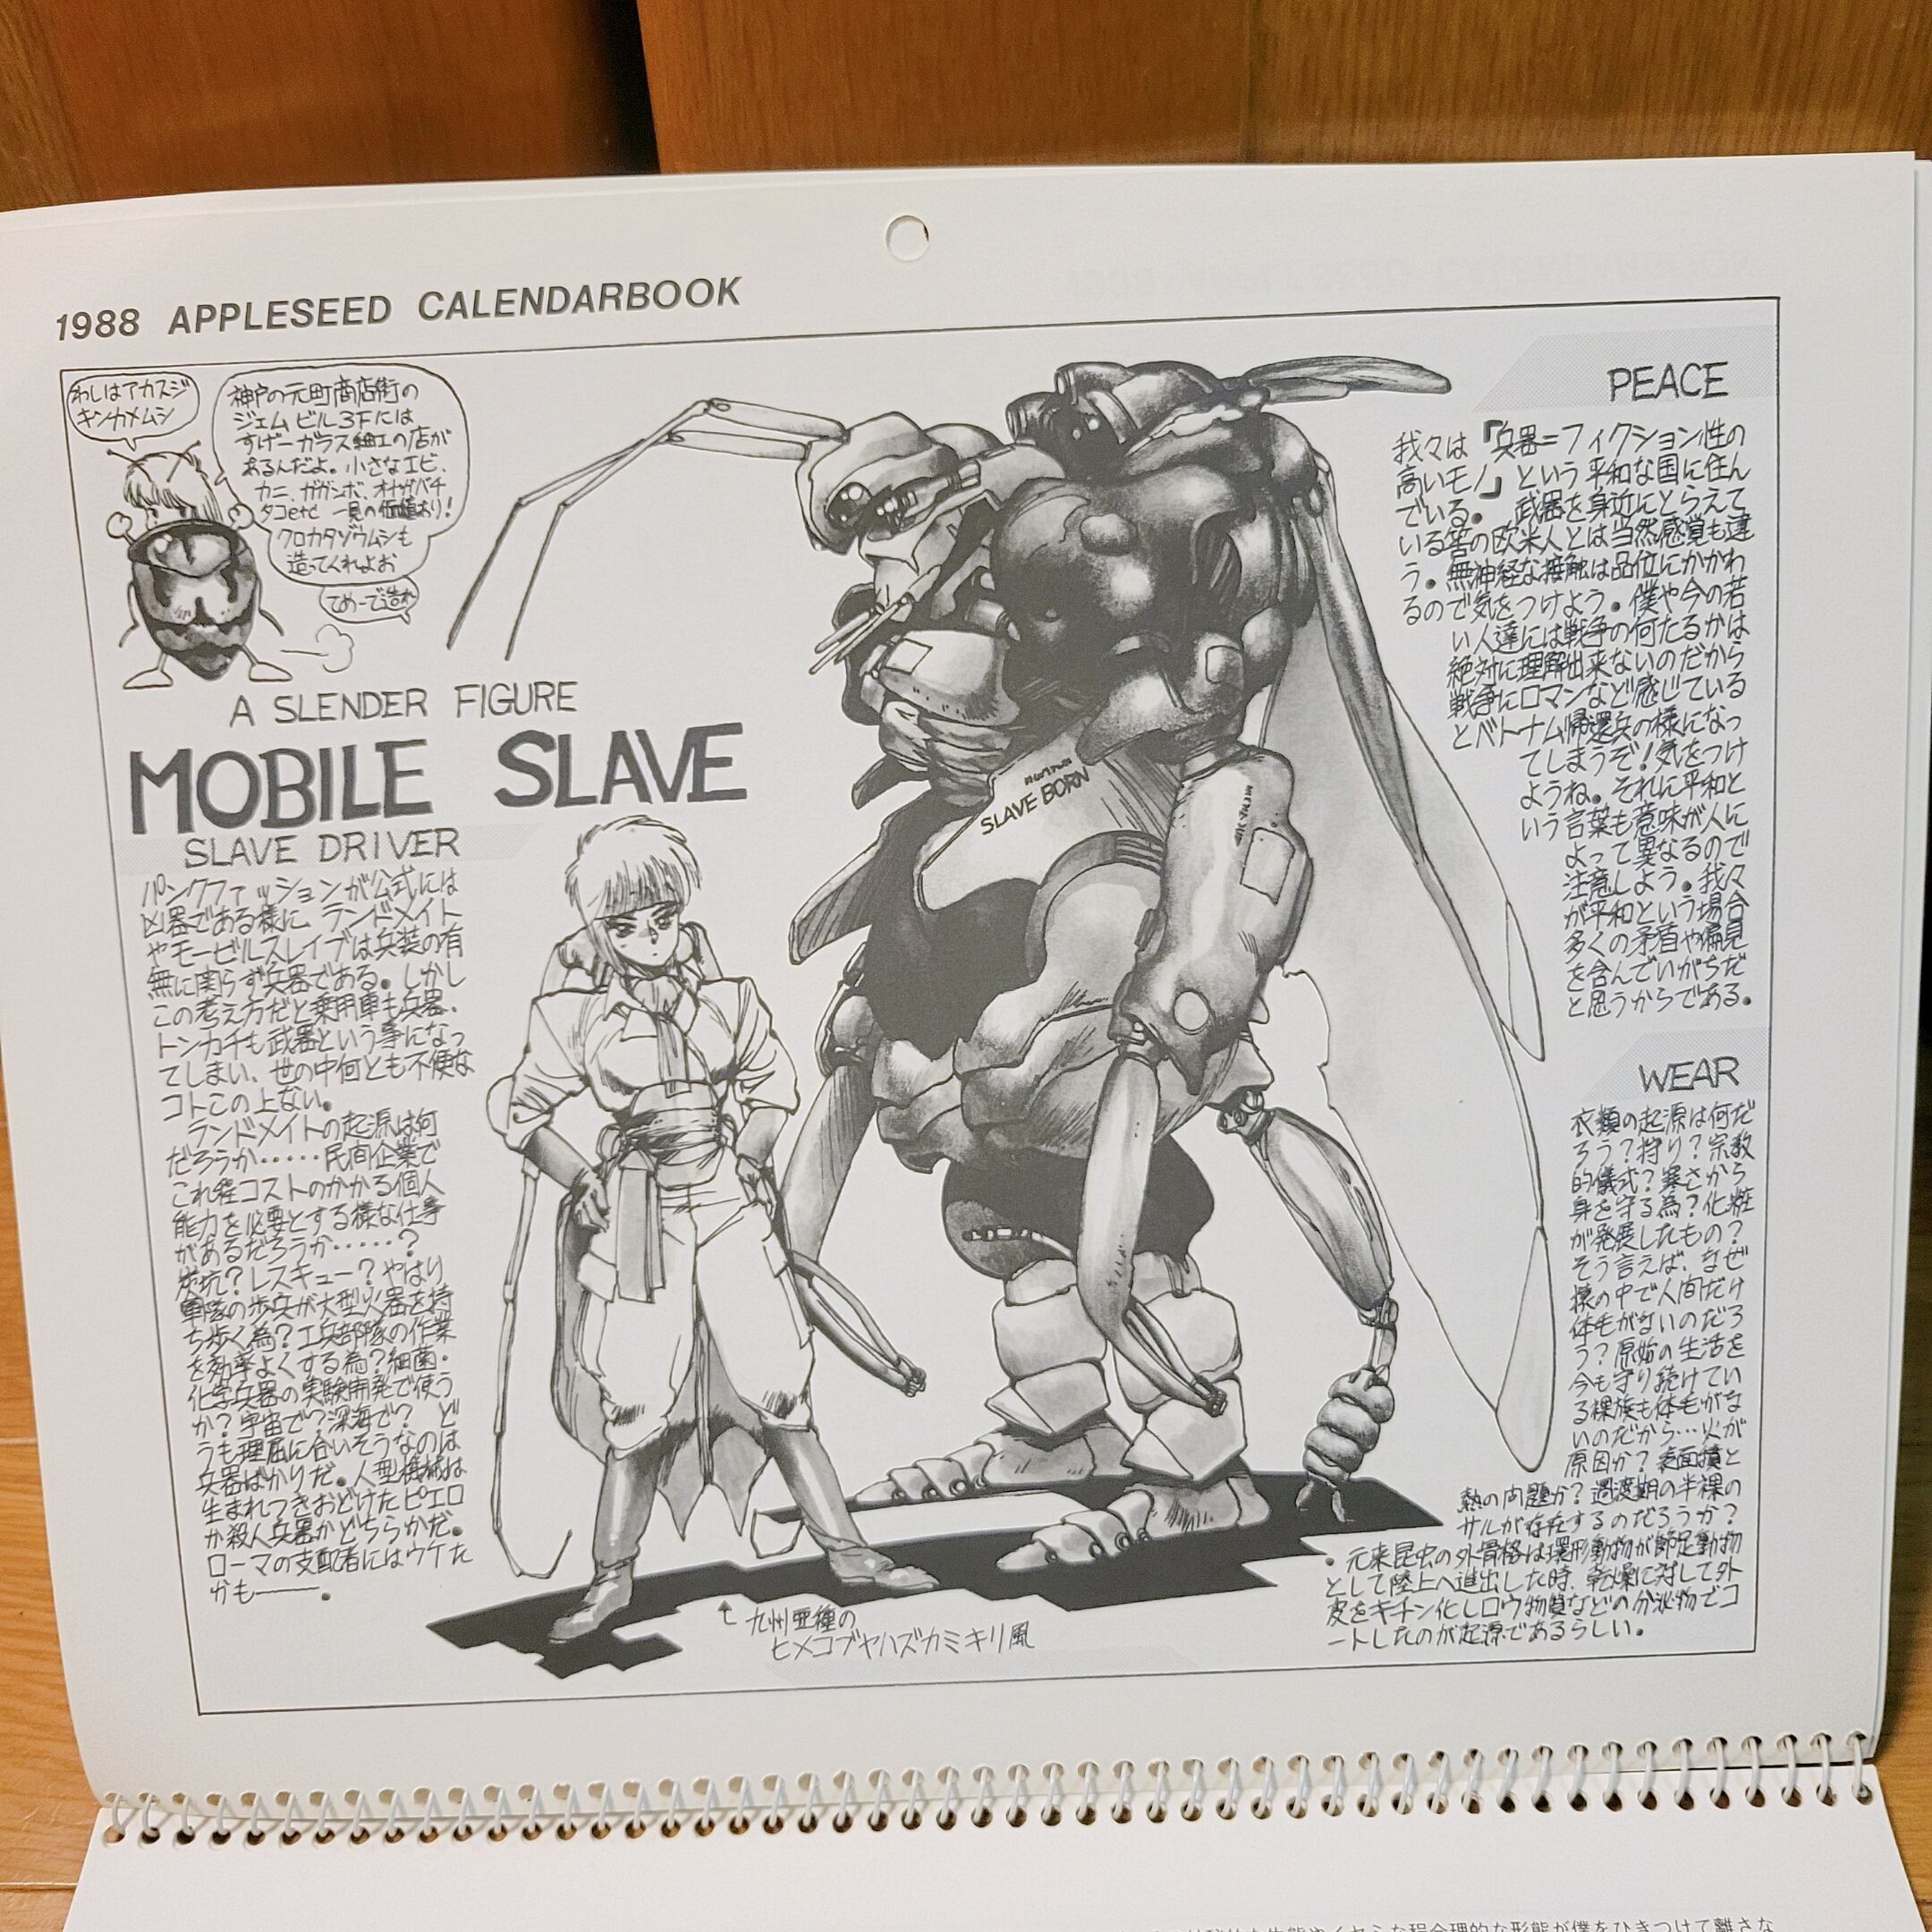 1988 APPLESEED CALENDARBOOK
わしはアカスジ
キンカメムシ
神戸の元町商店街の
ジェムビル3Fには
すげーガラス細工の店が
あるんだよ。小さなエビ、
カニ、ガガンボ、オオスズバチ
タコetc 一見の価値おり!
クロカタゾウムシも
造ってくれよお
てめーで造れ
A SLENDER FIGURE
MOBILE SLAVE
SLAVE DRIVER
パンクファッションが公式には
凶器である様に ランドメイト
やモービルスレイブは兵装の有
無に関らず兵器である。しかし
この考え方だと乗用車も兵器、
トンカチも武器という事になっ
てしまい、世の中何とも不便な
コトこの上ない。
ランドメイトの起源は何
だろうか‥‥‥民間企業で
これ程コストのかかる個人
能力を必要とする様な仕事
があるだろうか‥‥‥?
炭坑?レスキュー?やはり
軍隊の歩兵が大型火器を持
ち歩く為?工兵部隊の作業
を効率よくする為?細菌・
化学兵器の実験開発で使う
か?宇宙で?深海で? ど
うも理屈に合いそうなのは
兵器ばかりだ。人型機械は
生まれつきおどけたピエロ
か殺人兵器かどちらかだ。
ローマの支配者にはウケた
かも――。
SLAVE BORN
PEACE
我々は『兵器=フィクション性の
高いモノ』という平和な国に住ん
でいる。 武器を身近にとらえて
いる筈の欧米人とは当然感覚も違
う。無神経な接触は品位にかかわ
るので気をつけよう。僕や今の若
い人達には戦争の何たるかは
絶対に理解出来ないのだから
戦争にロマンなど感じている
とベトナム帰還兵の様になっ
てしまうぞ!気をつけ
ようね。それに平和と
いう言葉も意味が人に
よって異なるので
注意しよう。我々
が平和という場合
多くの矛盾や偏見
を含んでいがちだ
と思うからである。
WEAR
衣類の起源は何だ
ろう?狩り?宗教
的儀式?寒さから
身を守る為?化粧
が発展したもの?
そう言えば、なぜ
猿の中で人間だけ
体毛がないのだろ
う?原始の生活を
今も守り続けてい
る裸族も体毛がな
いのだから…火が
原因か?表面積と
熱の問題か?過渡期の半裸の
サルが存在するのだろうか?
・元来昆虫の外骨格は環形動物が節足動物
として陸上へ進出した時、乾燥に対して外
皮をキチン化しロウ物質などの分泌物でコ
ートしたのが起源であるらしい。
九州亜種の
ヒメコブヤハズカミキリ風